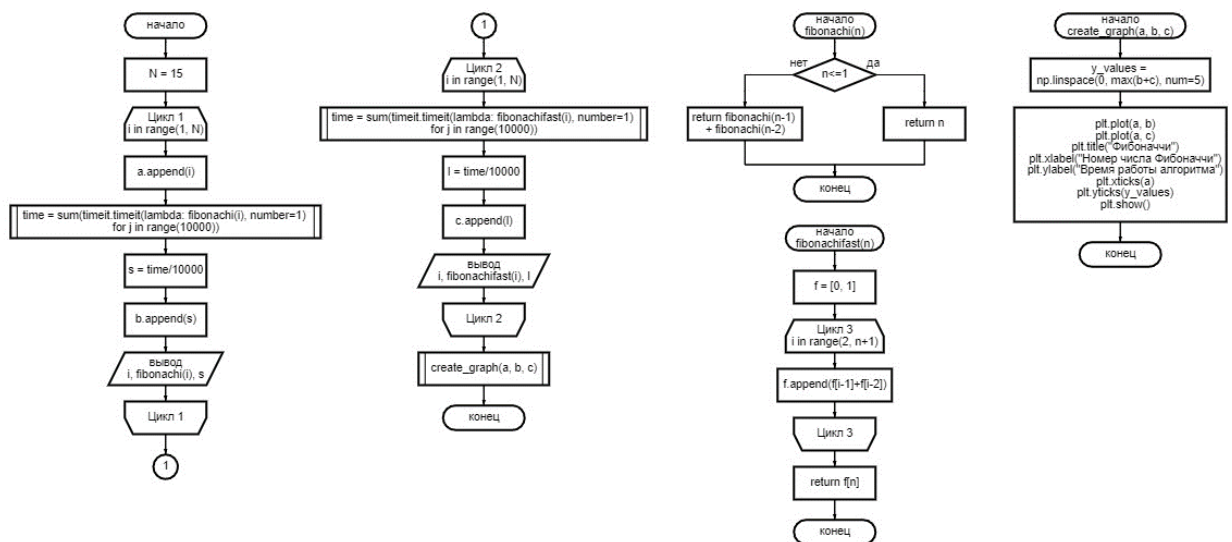 начало
N = 15
Цикл 1
i in range(1, N)
a.append(i)
time = sum(timeit.timeit(lambda: fibonachi(i), number=1)
for j in range(10000))
s = time/10000
b.append(s)
вывод
i, fibonachi(i), s
Цикл 1
1
1
Цикл 2
i in range(1, N)
time = sum(timeit.timeit(lambda: fibonachifast(i), number=1)
for j in range(10000))
l = time/10000
c.append(l)
вывод
i, fibonachifast(i), l
Цикл 2
create_graph(a, b, c)
конец
начало
fibonachi(n)
нет
да
n<=1
return fibonachi(n-1)
+ fibonachi(n-2)
return n
конец
начало
fibonachifast(n)
f = [0, 1]
Цикл 3
i in range(2, n+1)
f.append(f[i-1]+f[i-2])
Цикл 3
return f[n]
конец
начало
create_graph(a, b, c)
y_values =
np.linspace(0, max(b+c), num=5)
plt.plot(a, b)
plt.plot(a, c)
plt.title("Фибоначчи")
plt.xlabel("Номер числа Фибоначчи")
plt.ylabel("Время работы алгоритма")
plt.xticks(a)
plt.yticks(y_values)
plt.show()
конец